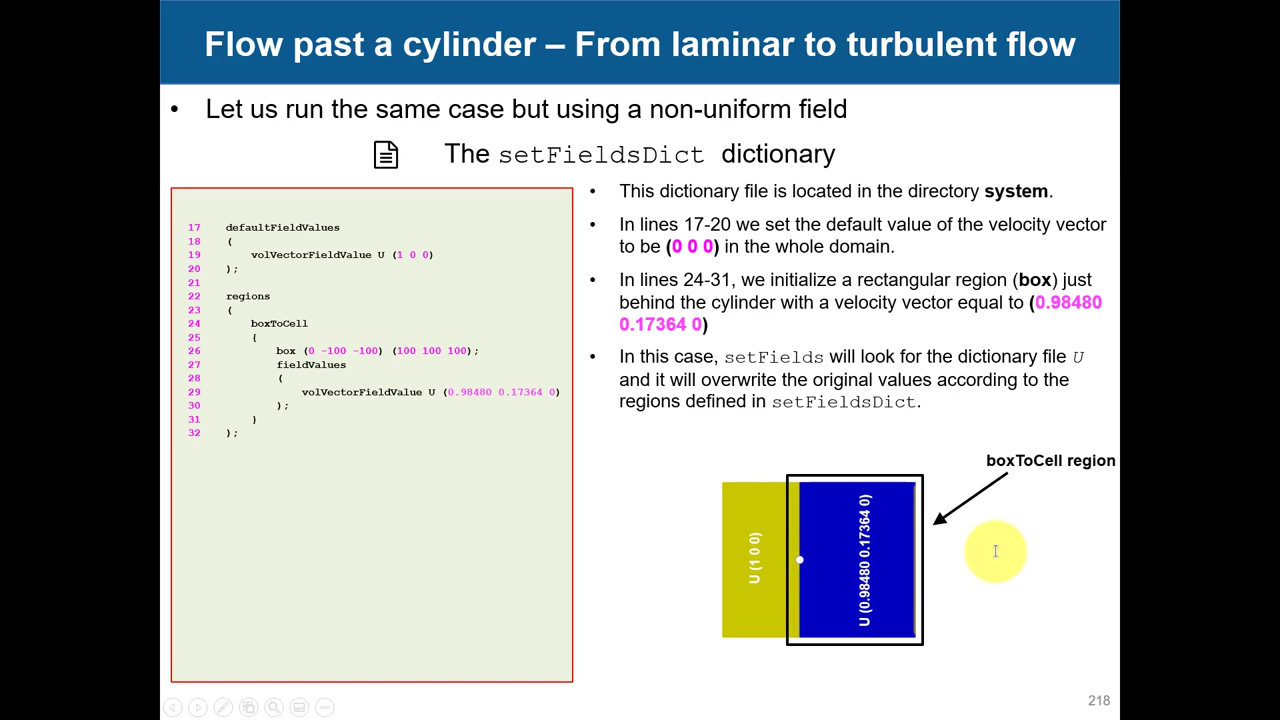 Flow past a cylinder – From laminar to turbulent flow
• Let us run the same case but using a non-uniform field
The setFieldsDict dictionary
17 defaultFieldValues
18 (
19 volVectorFieldValue U (1 0 0)
20 );
21
22 regions
23 (
24 boxToCell
25 {
26 box (0 -100 -100) (100 100 100);
27 fieldValues
28 (
29 volVectorFieldValue U (0.98480 0.17364 0)
30 );
31 }
32 );
• This dictionary file is located in the directory system.
• In lines 17-20 we set the default value of the velocity vector
to be (0 0 0) in the whole domain.
• In lines 24-31, we initialize a rectangular region (box) just
behind the cylinder with a velocity vector equal to (0.98480
0.17364 0)
• In this case, setFields will look for the dictionary file U
and it will overwrite the original values according to the
regions defined in setFieldsDict.
boxToCell region
U (1 0 0)
U (0.98480 0.17364 0)
218